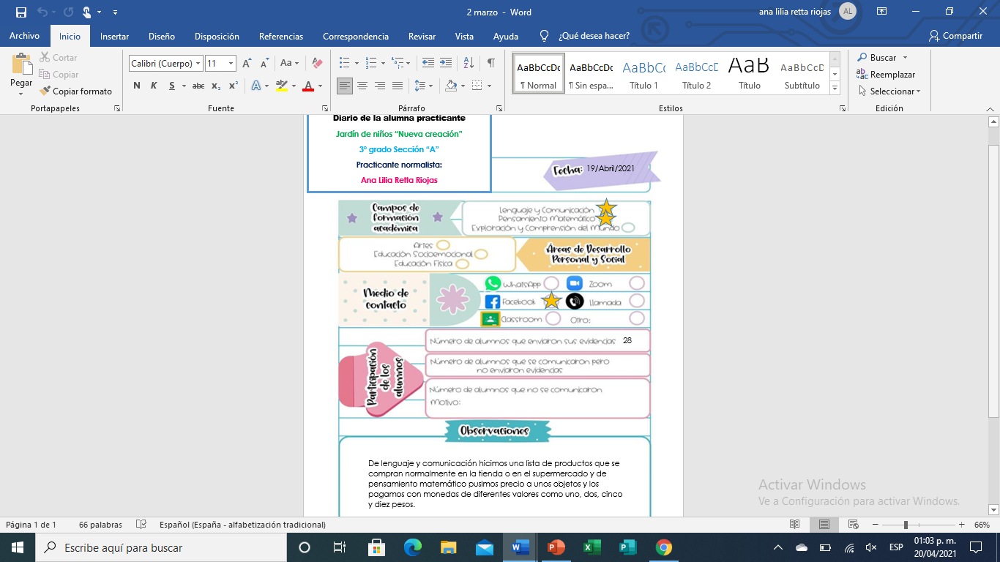 2 marzo - Word
ana lilia retta riojas
AL
Archivo Inicio Insertar Diseño Disposición Referencias Correspondencia Revisar Vista Ayuda ¿Qué desea hacer? Compartir
Pegar
Cortar
Copiar
Copiar formato
Portapapeles
Calibri (Cuerpo) 11
Aa
N K S abc x₂ x² A A
Fuente
Párrafo
AaBbCcDc AaBbCcDc AaBbCc AaBbCcD AaB AaBbCcD
¶ Normal ¶ Sin espa... Título 1 Título 2 Título Subtítulo
Estilos
Buscar
Reemplazar
Seleccionar
Edición
Diario de la alumna practicante
Jardín de niños “Nueva creación”
3° grado Sección “A”
Practicante normalista:
Ana Lilia Retta Riojas
Fecha: 19/Abril/2021
Campos de
formación
académica
Lenguaje y Comunicación
Pensamiento Matemático
Exploración y Comprensión del Mundo
Artes
Educación Socioemocional
Educación Física
Áreas de Desarrollo
Personal y Social
Medio de
contacto
WhatsApp Zoom
Facebook Llamada
Classroom Otro:
Participación
de los
alumnos
Número de alumnos que enviaron sus evidencias 28
Número de alumnos que se comunicaron pero
no enviaron evidencias
Número de alumnos que no se comunicaron
Motivo:
Observaciones
De lenguaje y comunicación hicimos una lista de productos que se
compran normalmente en la tienda o en el supermercado y de
pensamiento matemático pusimos precio a unos objetos y los
pagamos con monedas de diferentes valores como uno, dos, cinco
y diez pesos.
Activar Windows
Ve a Configuración para activar Windows.
Página 1 de 1 66 palabras Español (España - alfabetización tradicional) 66%
Escribe aquí para buscar
ESP
01:03 p. m.
20/04/2021